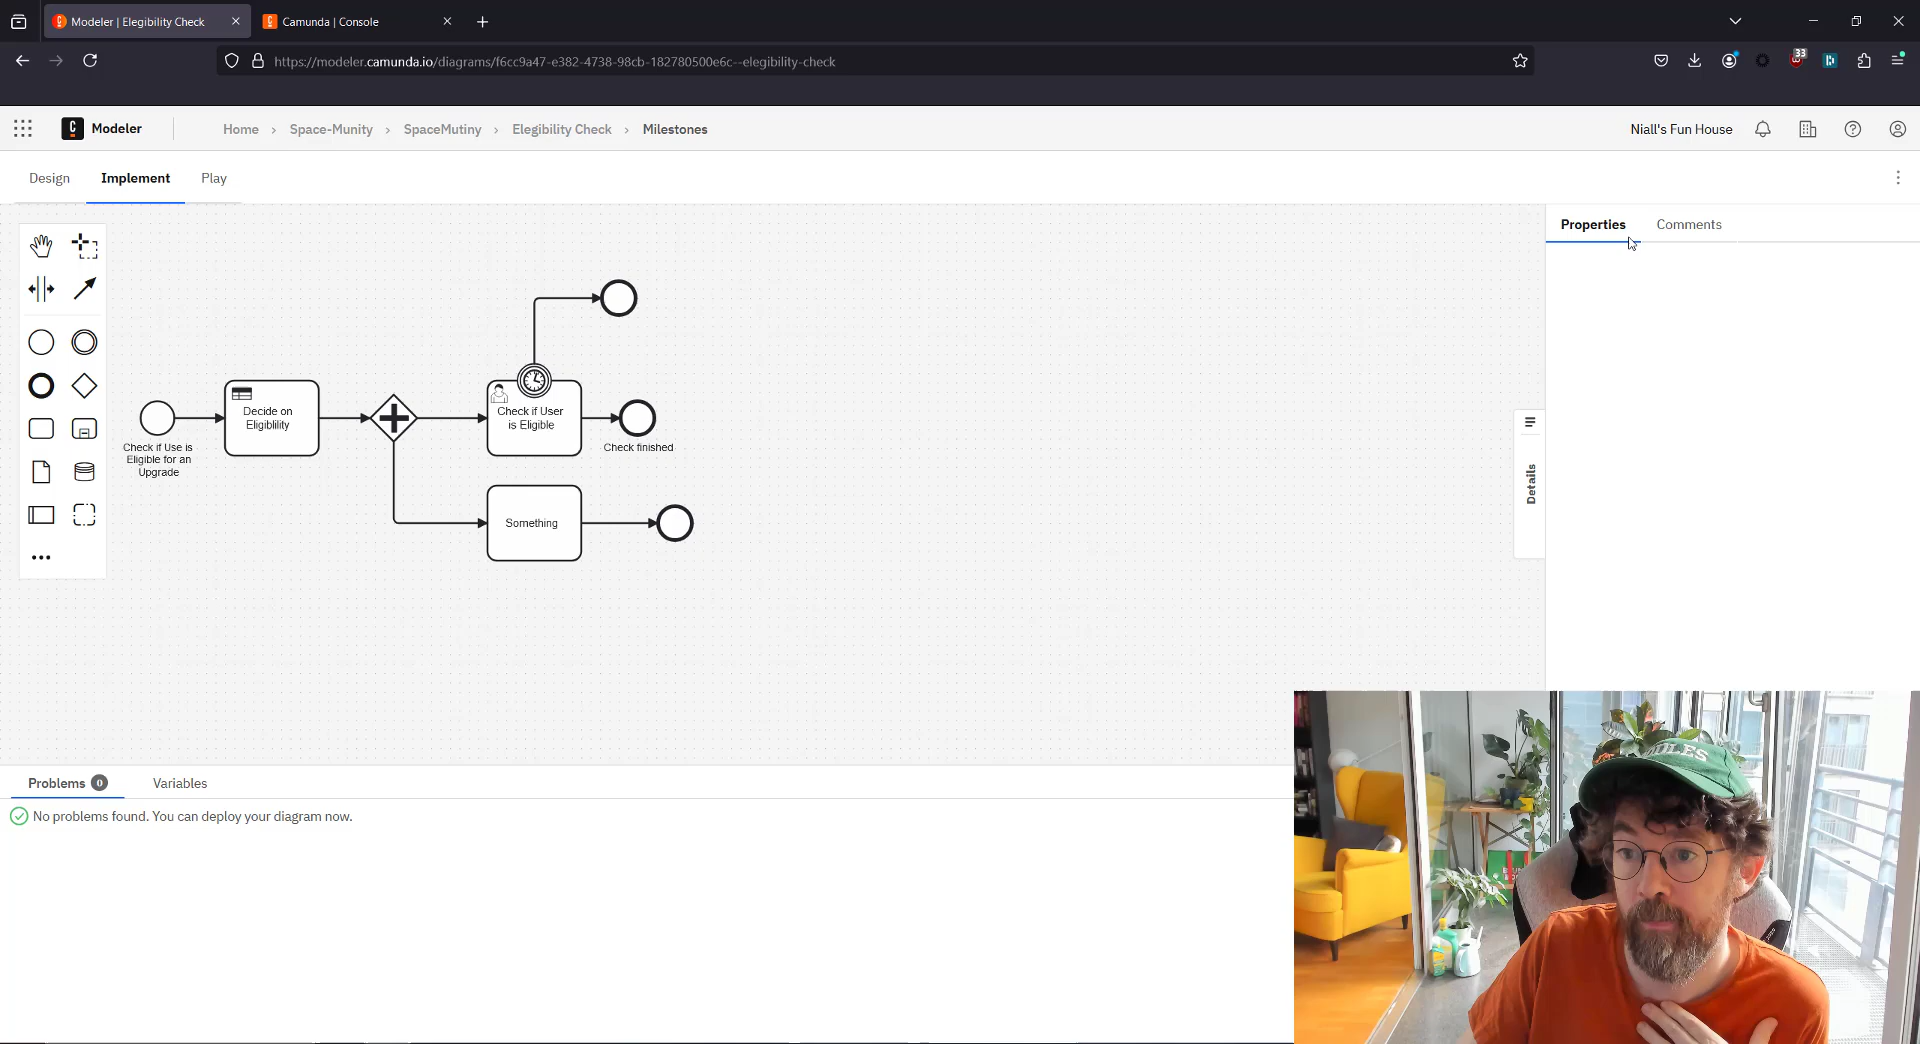 Modeler | Elegibility Check
Camunda | Console
https://modeler.camunda.io/diagrams/f6cc9a47-e382-4738-98cb-182780500e6c--elegibility-check
33
Modeler
Home > Space-Munity > SpaceMutiny > Elegibility Check > Milestones
Niall's Fun House
Design
Implement
Play
Properties
Comments
Check if Use is
Eligible for an
Upgrade
Decide on
Eligiblility
Check if User
is Eligible
Check finished
Something
Details
Problems 0
Variables
No problems found. You can deploy your diagram now.